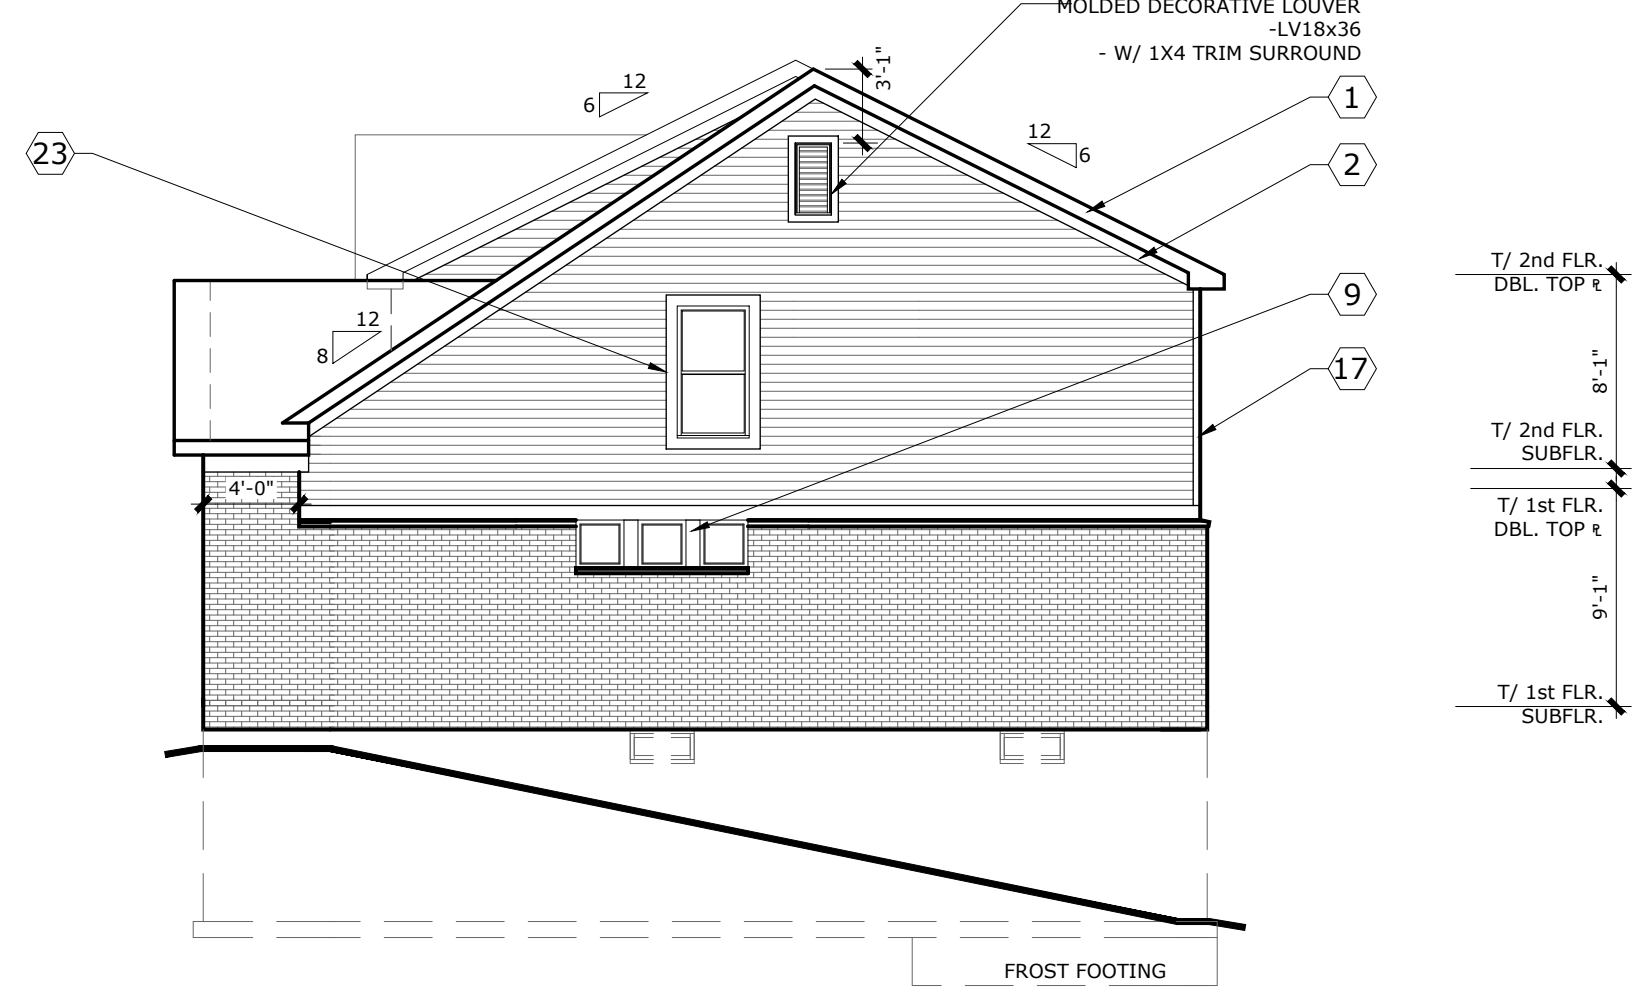 MOLDED DECORATIVE LOUVER
-LV18x36
- W/ 1X4 TRIM SURROUND
3'-1"
12
6
1
12
6
2
23
T/ 2nd FLR.
DBL. TOP ℄
9
12
8
8'-1"
17
T/ 2nd FLR.
SUBFLR.
4'-0"
T/ 1st FLR.
DBL. TOP ℄
9'-1"
T/ 1st FLR.
SUBFLR.
FROST FOOTING